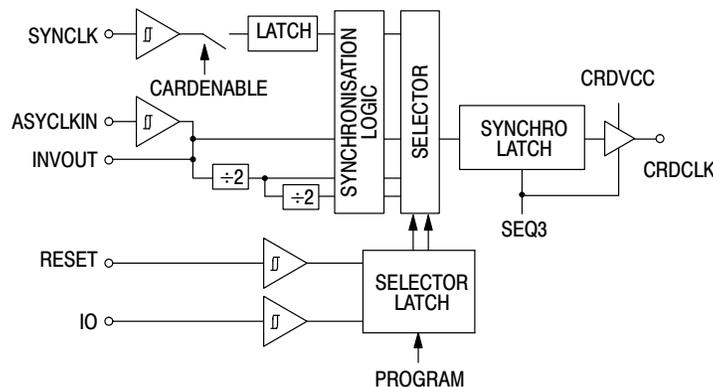 SYNCLK
LATCH
CARDENABLE
ASYCLKIN
INVOUT
÷2
÷2
SYNCHRONISATION
LOGIC
SELECTOR
CRDVCC
SYNCHRO
LATCH
CRDCLK
SEQ3
RESET
IO
SELECTOR
LATCH
PROGRAM